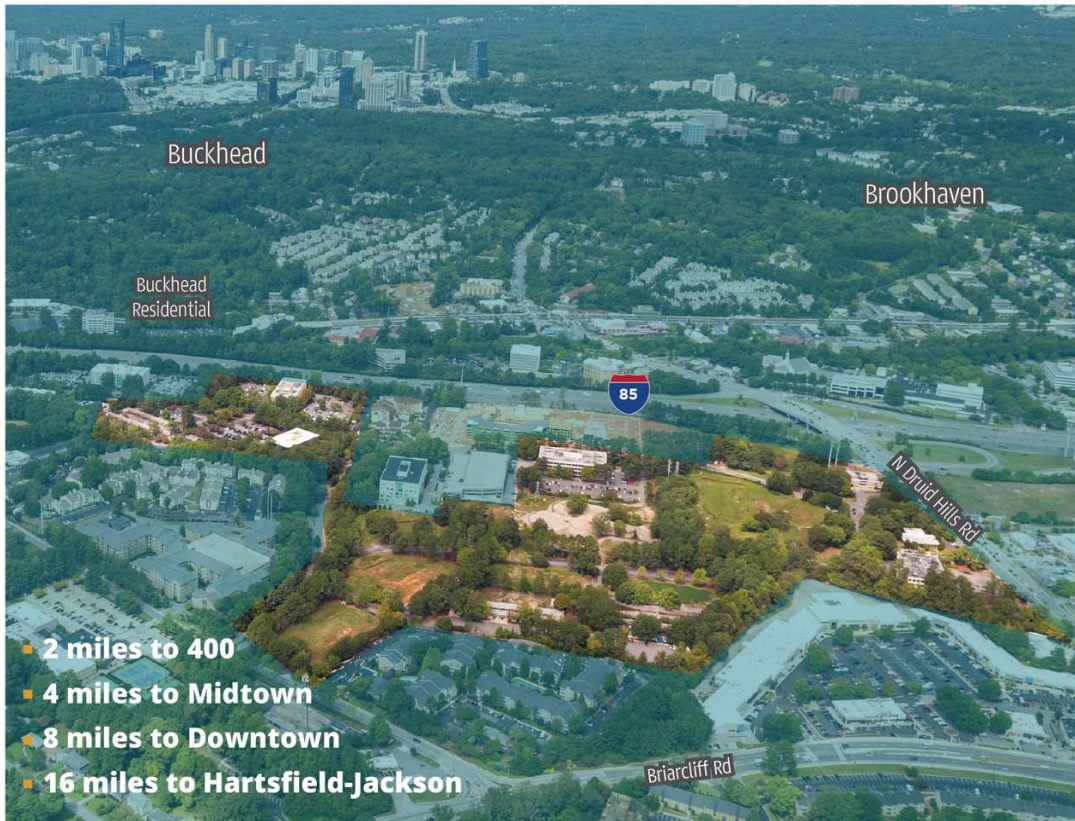 Buckhead
Brookhaven
Buckhead
Residential
85
N Druid Hills Rd
2 miles to 400
4 miles to Midtown
8 miles to Downtown
16 miles to Hartsfield-Jackson
Briarcliff Rd